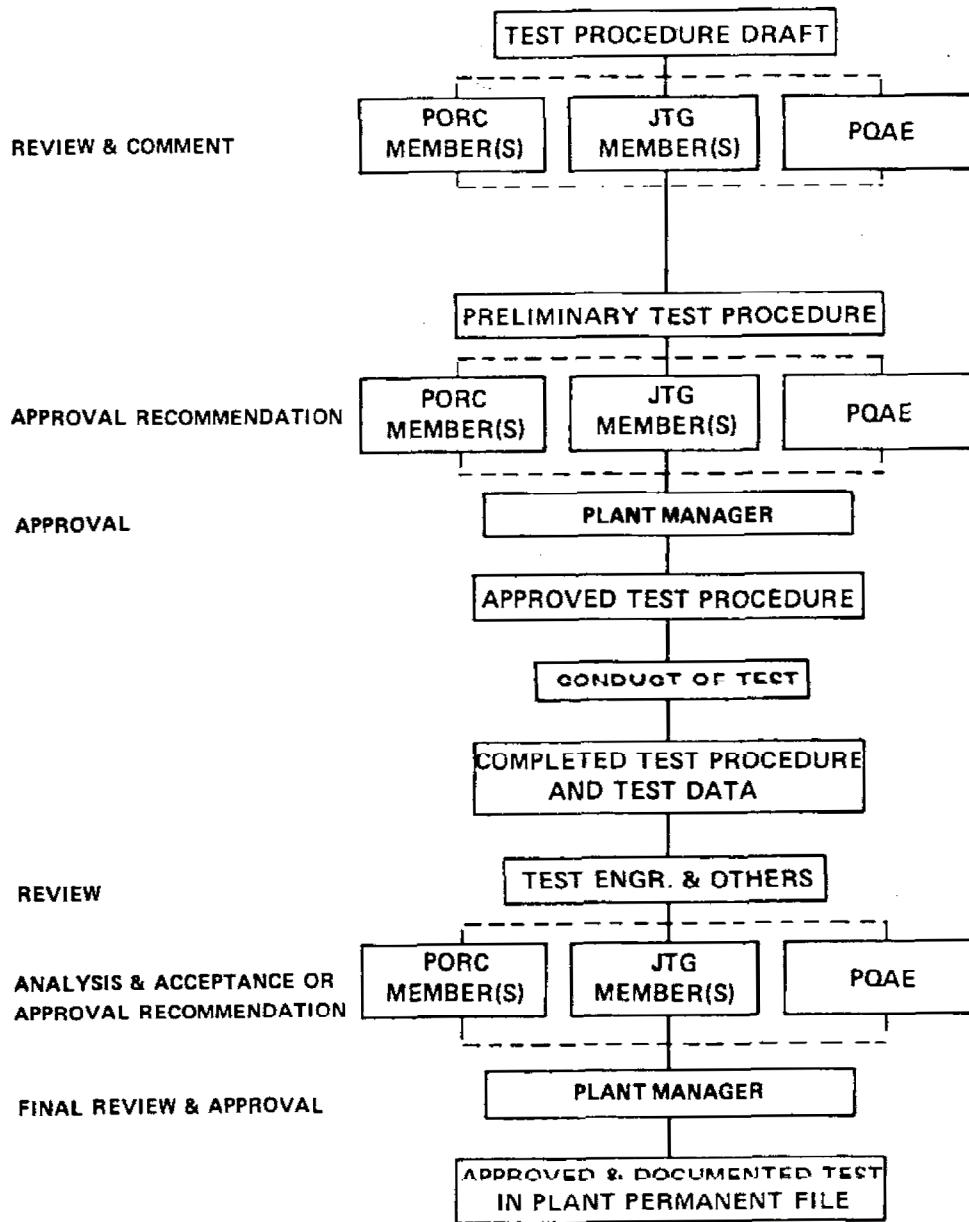 TEST PROCEDURE DRAFT
REVIEW & COMMENT
PORC
MEMBER(S)
JTG
MEMBER(S)
PQAE
PRELIMINARY TEST PROCEDURE
APPROVAL RECOMMENDATION
PORC
MEMBER(S)
JTG
MEMBER(S)
PQAE
APPROVAL
PLANT MANAGER
APPROVED TEST PROCEDURE
CONDUCT OF TEST
COMPLETED TEST PROCEDURE
AND TEST DATA
REVIEW
TEST ENGR. & OTHERS
ANALYSIS & ACCEPTANCE OR
APPROVAL RECOMMENDATION
PORC
MEMBER(S)
JTG
MEMBER(S)
PQAE
FINAL REVIEW & APPROVAL
PLANT MANAGER
APPROVED & DOCUMENTED TEST
IN PLANT PERMANENT FILE